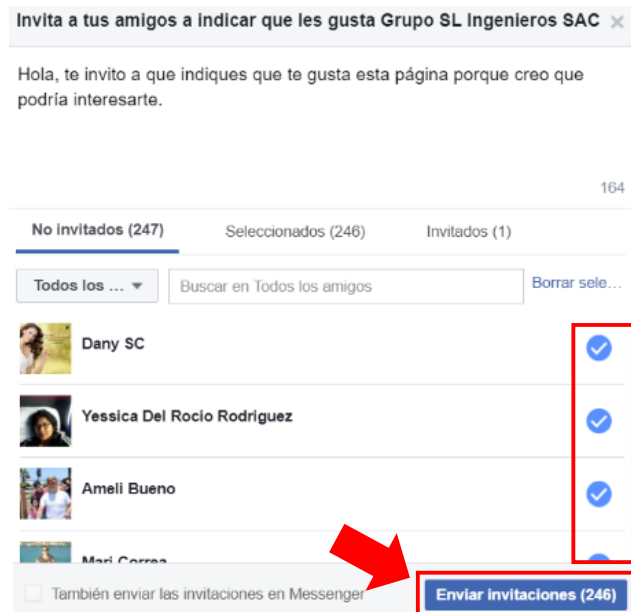 Invita a tus amigos a indicar que les gusta Grupo SL Ingenieros SAC
Hola, te invito a que indiques que te gusta esta página porque creo que
podría interesarte.
164
No invitados (247) Seleccionados (246) Invitados (1)
Todos los ... Buscar en Todos los amigos Borrar sele...
Dany SC
Yessica Del Rocio Rodriguez
Ameli Bueno
Mari Correa
También enviar las invitaciones en Messenger Enviar invitaciones (246)